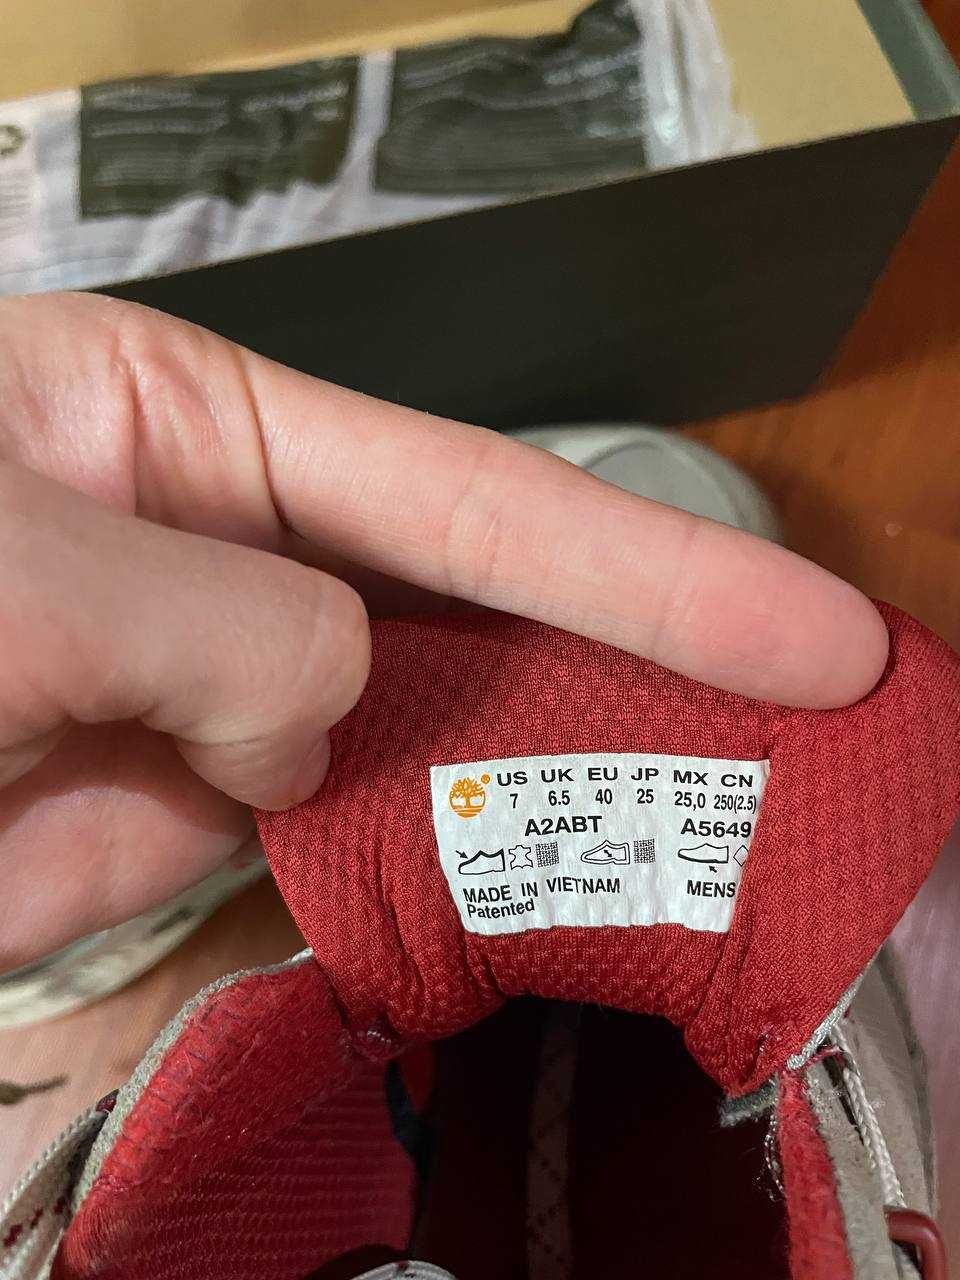 US UK EU JP MX CN
7 6.5 40 25 25,0 250(2.5)
A2ABT A5649
MADE IN VIETNAM MENS
Patented